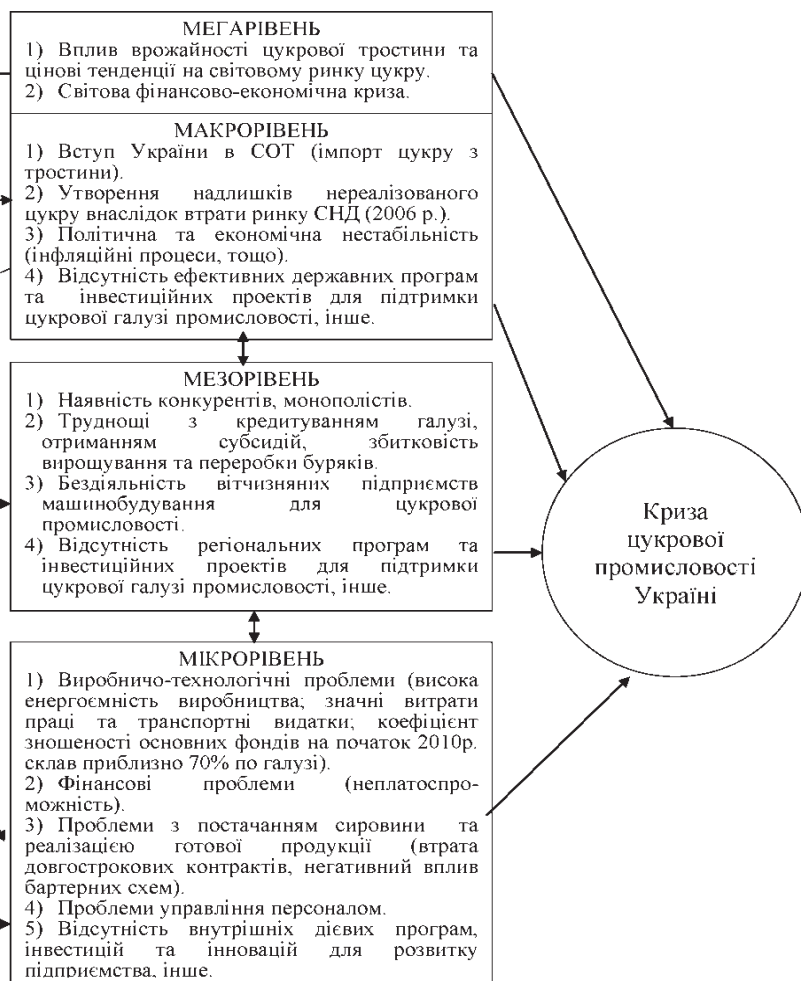 МЕГАРІВЕНЬ
1) Вплив врожайності цукрової тростини та
цінові тенденції на світовому ринку цукру.
2) Світова фінансово-економічна криза.
МАКРОРІВЕНЬ
1) Вступ України в СОТ (імпорт цукру з
тростини).
2) Утворення надлишків нереалізованого
цукру внаслідок втрати ринку СНД (2006 р.).
3) Політична та економічна нестабільність
(інфляційні процеси, тощо).
4) Відсутність ефективних державних програм
та інвестиційних проектів для підтримки
цукрової галузі промисловості, інше.
МЕЗОРІВЕНЬ
1) Наявність конкурентів, монополістів.
2) Труднощі з кредитуванням галузі,
отриманням субсидій, збитковість
вирощування та переробки буряків.
3) Бездіяльність вітчизняних підприємств
машинобудування для цукрової
промисловості.
4) Відсутність регіональних програм та
інвестиційних проектів для підтримки
цукрової галузі промисловості, інше.
МІКРОРІВЕНЬ
1) Виробничо-технологічні проблеми (висока
енергоємність виробництва; значні витрати
праці та транспортні видатки; коефіцієнт
зношеності основних фондів на початок 2010р.
склав приблизно 70% по галузі).
2) Фінансові проблеми (неплатоспро-
можність).
3) Проблеми з постачанням сировини та
реалізацією готової продукції (втрата
довгострокових контрактів, негативний вплив
бартерних схем).
4) Проблеми управління персоналом.
5) Відсутність внутрішніх дієвих програм,
інвестицій та інновацій для розвитку
підприємства, інше.
Криза
цукрової
промисловості
Україні